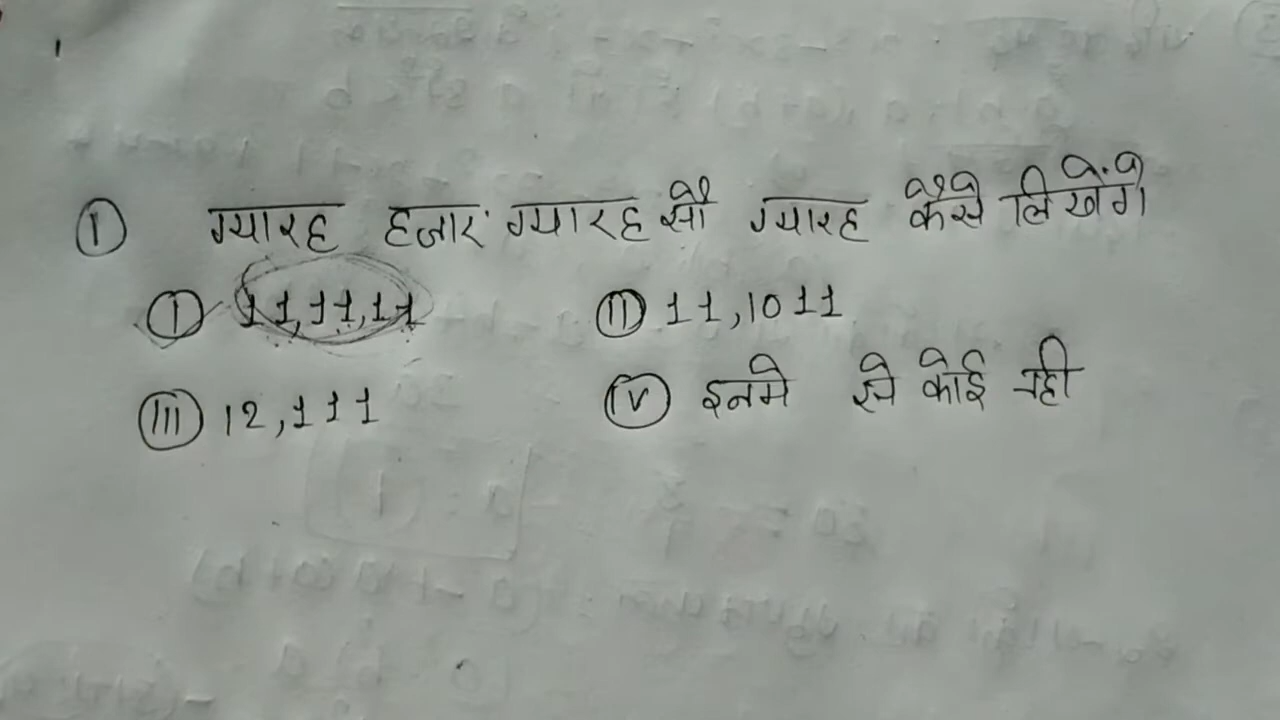 ① ग्यारह हजार ग्यारह सौ ग्यारह कैसे लिखेंगे
Ⓘ 11,11,11 ⓘⓘ 11,1011
ⓘⓘⓘ 12,111 ⓘⓥ इनमे से कोई नही